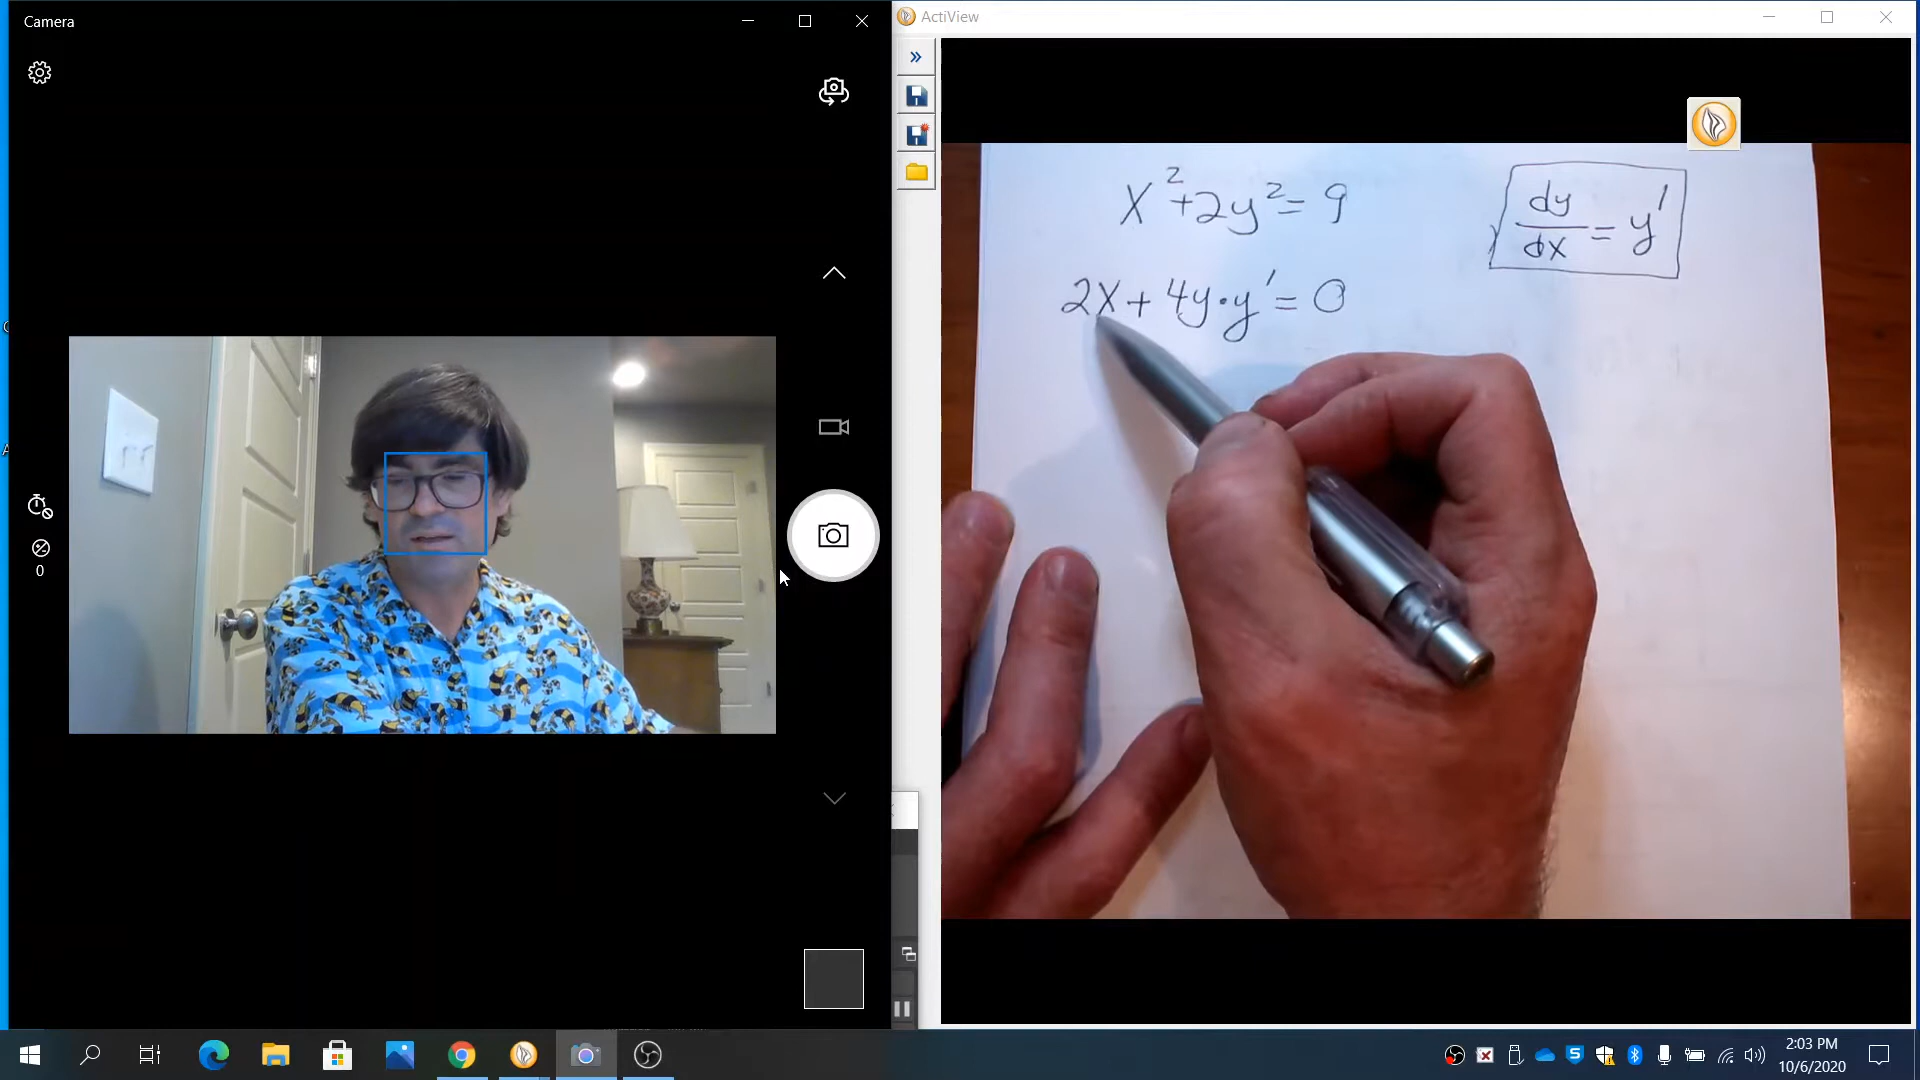 Camera
ActiView
x²+2y²= 9
dy/dx = y'
2x+ 4y·y' = 0
0
2:03 PM
10/6/2020